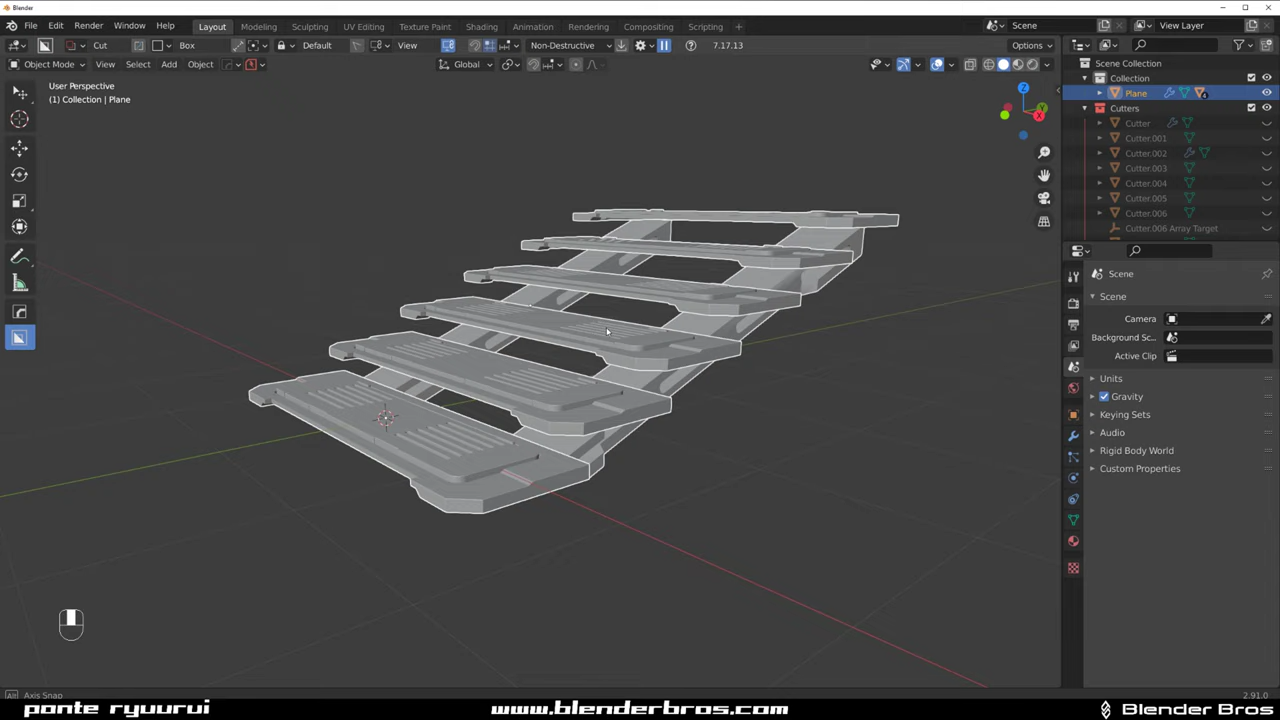 Blender
File Edit Render Window Help Layout Modeling Sculpting UV Editing Texture Paint Shading Animation Rendering Compositing Scripting + Scene View Layer
Cut Box Default View Non-Destructive 7.17.13 Options
Object Mode View Select Add Object Global
User Perspective
(1) Collection | Plane
Z
Y
X
Scene Collection
Collection
Plane 4
Cutters
Cutter
Cutter.001
Cutter.002
Cutter.003
Cutter.004
Cutter.005
Cutter.006
Cutter.006 Array Target
Scene
Scene
Camera
Background Sc...
Active Clip
Units
Gravity
Keying Sets
Audio
Rigid Body World
Custom Properties
Alt Axis Snap 2.91.0
ponte ryuurui www.blenderbros.com Blender Bros